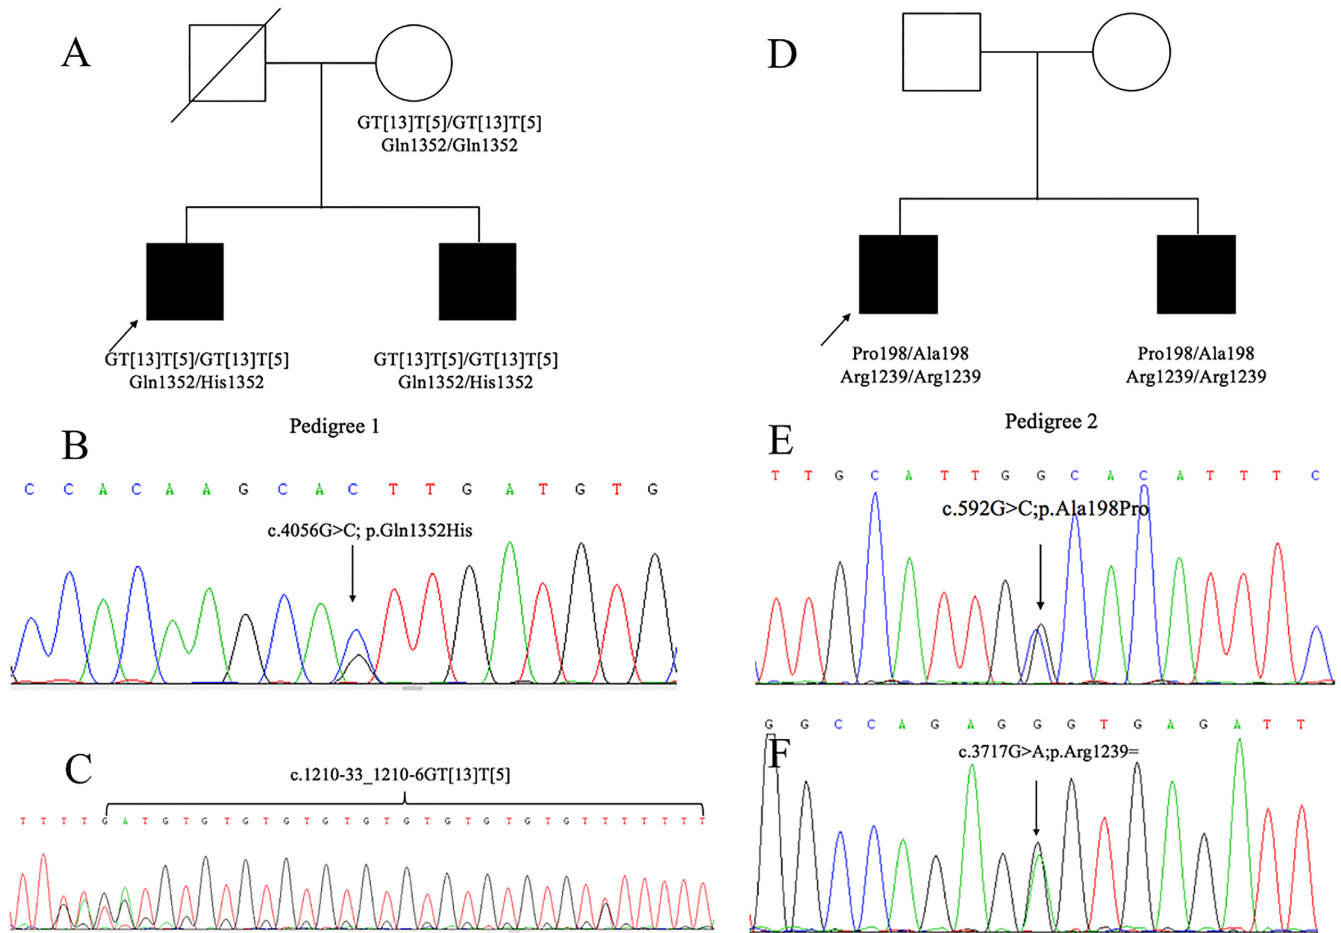 A
GT[13]T[5]/GT[13]T[5]
Gln1352/Gln1352
GT[13]T[5]/GT[13]T[5]
Gln1352/His1352
GT[13]T[5]/GT[13]T[5]
Gln1352/His1352
Pedigree 1
B
C C A C A A G C A C T T G A T G T G
c.4056G>C; p.Gln1352His
C
c.1210-33_1210-6GT[13]T[5]
T T T T G A T G T G T G T G T G T G T G T G T G T G T G T T T T T T
D
Pro198/Ala198
Arg1239/Arg1239
Pro198/Ala198
Arg1239/Arg1239
Pedigree 2
E
T T G C A T T G G C A C A T T T C
c.592G>C;p.Ala198Pro
G G C C A G A G G G T G A G A T T
F
c.3717G>A;p.Arg1239=